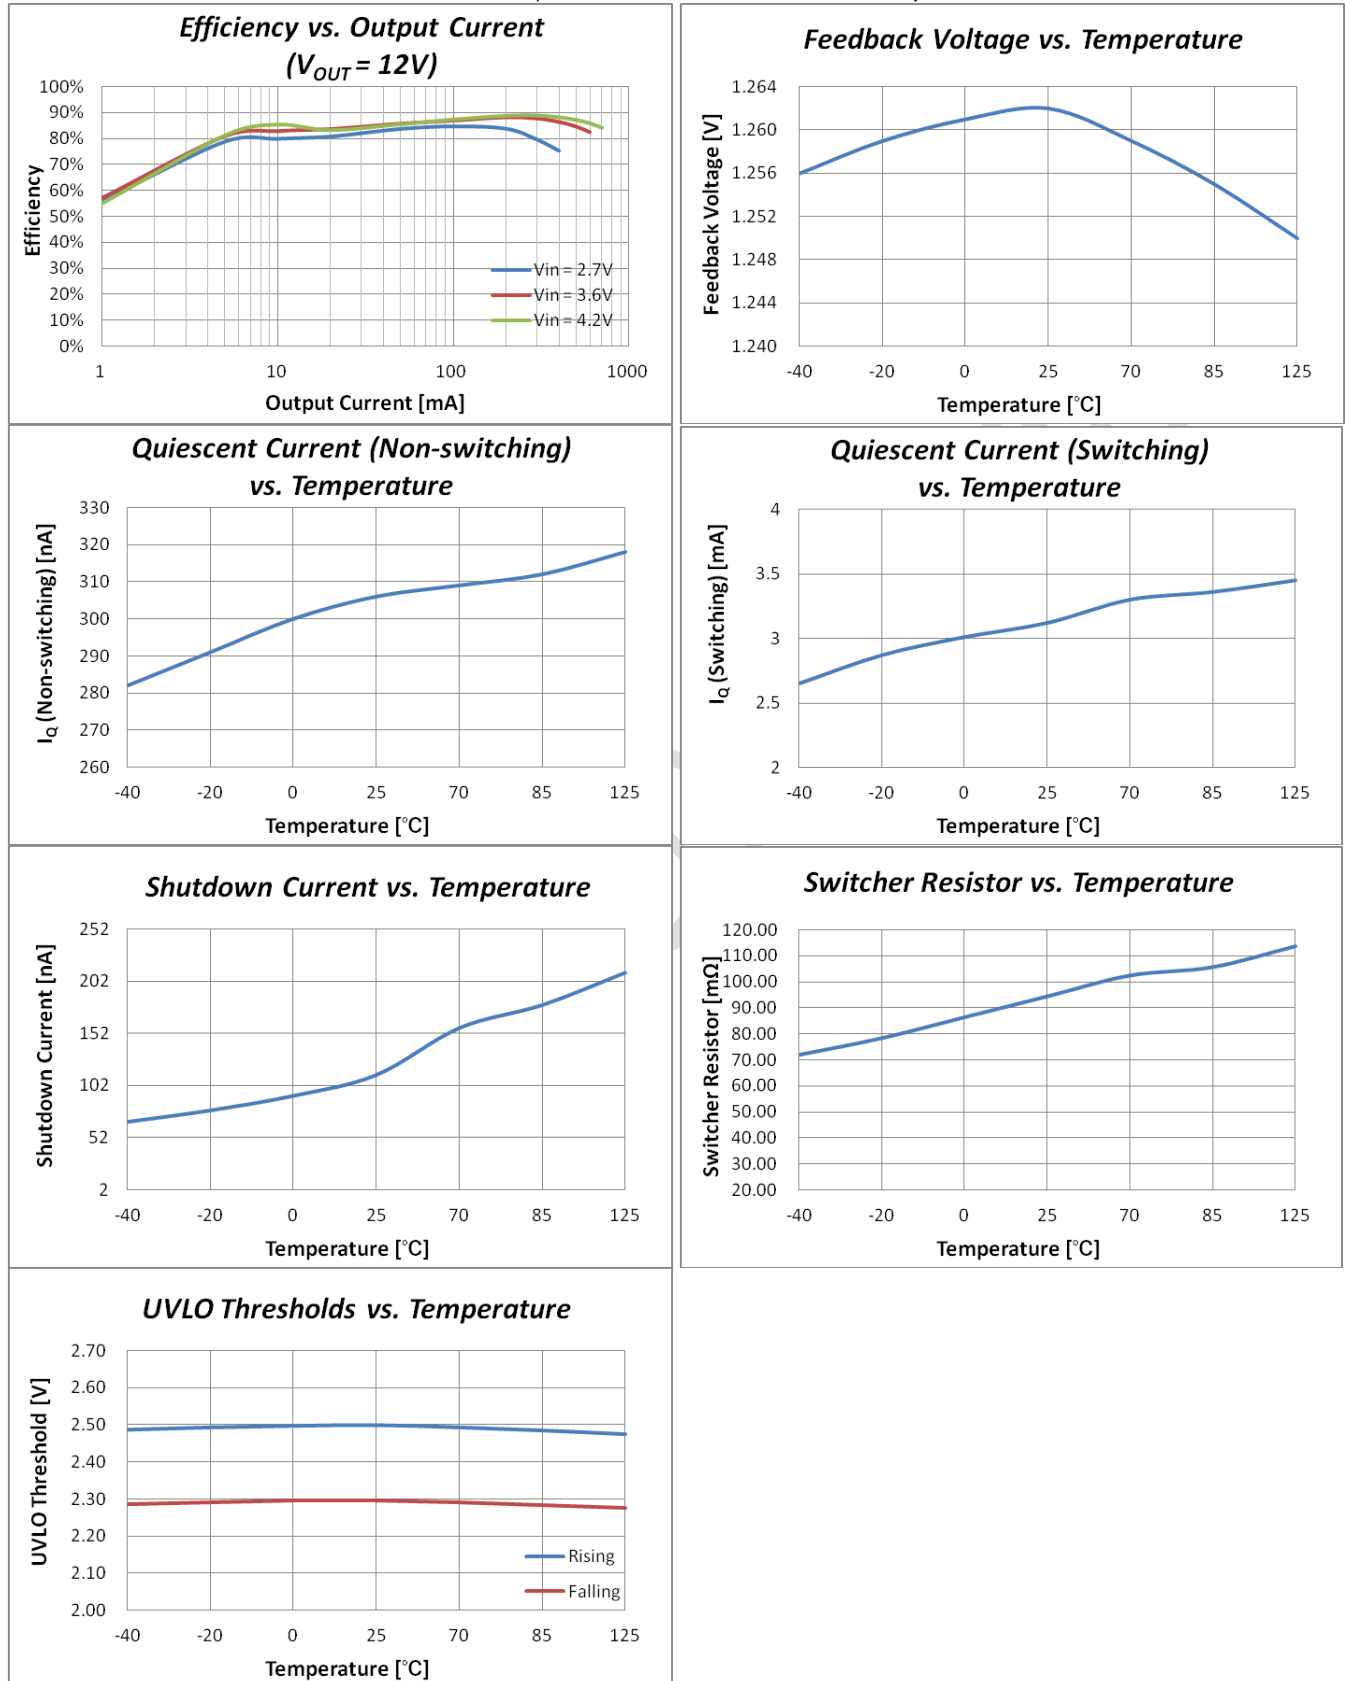 Efficiency vs. Output Current
(VOUT = 12V)
Efficiency
100%
90%
80%
70%
60%
50%
40%
30%
20%
10%
0%
Vin = 2.7V
Vin = 3.6V
Vin = 4.2V
1 10 100 1000
Output Current [mA]
Feedback Voltage vs. Temperature
Feedback Voltage [V]
1.264
1.260
1.256
1.252
1.248
1.244
1.240
-40 -20 0 25 70 85 125
Temperature [°C]
Quiescent Current (Non-switching)
vs. Temperature
IQ (Non-switching) [nA]
330
320
310
300
290
280
270
260
-40 -20 0 25 70 85 125
Temperature [°C]
Quiescent Current (Switching)
vs. Temperature
IQ (Switching) [mA]
4
3.5
3
2.5
2
-40 -20 0 25 70 85 125
Temperature [°C]
Shutdown Current vs. Temperature
Shutdown Current [nA]
252
202
152
102
52
2
-40 -20 0 25 70 85 125
Temperature [°C]
Switcher Resistor vs. Temperature
Switcher Resistor [mΩ]
120.00
110.00
100.00
90.00
80.00
70.00
60.00
50.00
40.00
30.00
20.00
-40 -20 0 25 70 85 125
Temperature [°C]
UVLO Thresholds vs. Temperature
UVLO Threshold [V]
2.70
2.60
2.50
2.40
2.30
2.20
2.10
2.00
Rising
Falling
-40 -20 0 25 70 85 125
Temperature [°C]